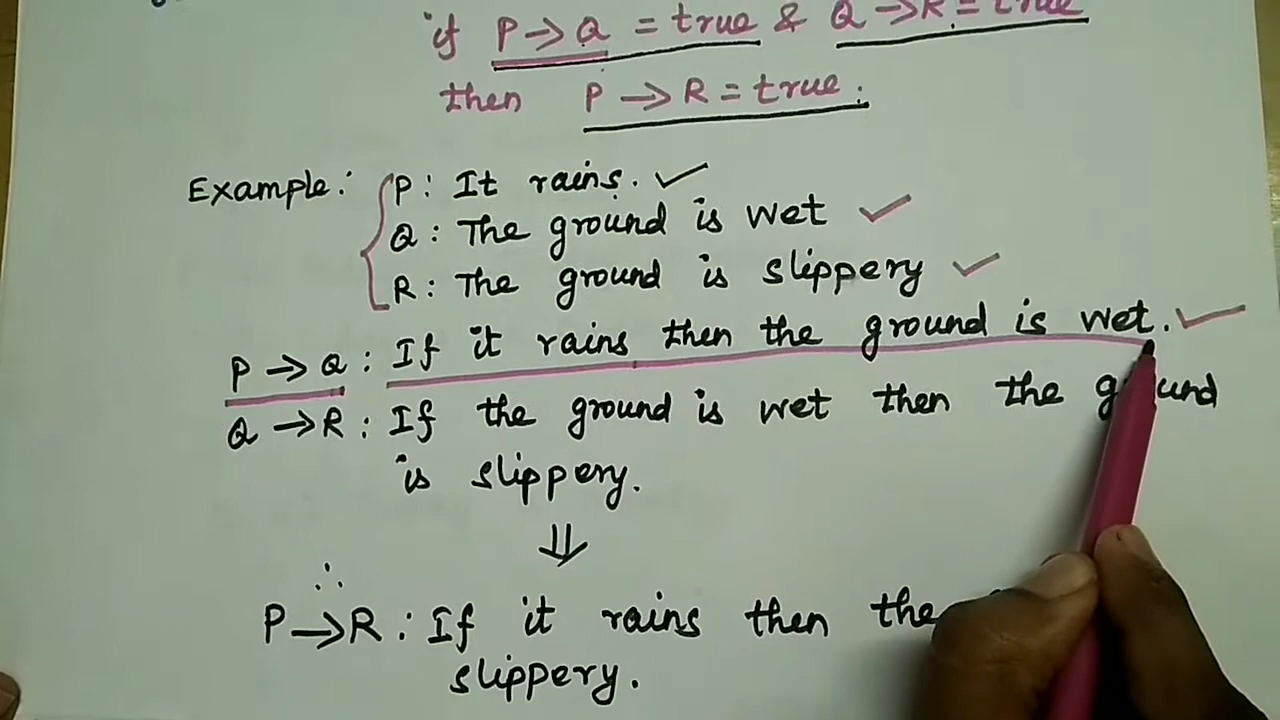 if P → Q = true & Q → R = true
then P → R = true.
Example: P: It rains.
Q: The ground is wet
R: The ground is slippery
P → Q: If it rains then the ground is wet.
Q → R: If the ground is wet then the
is slippery.
⇓
∴
P → R: If it rains then the
slippery.